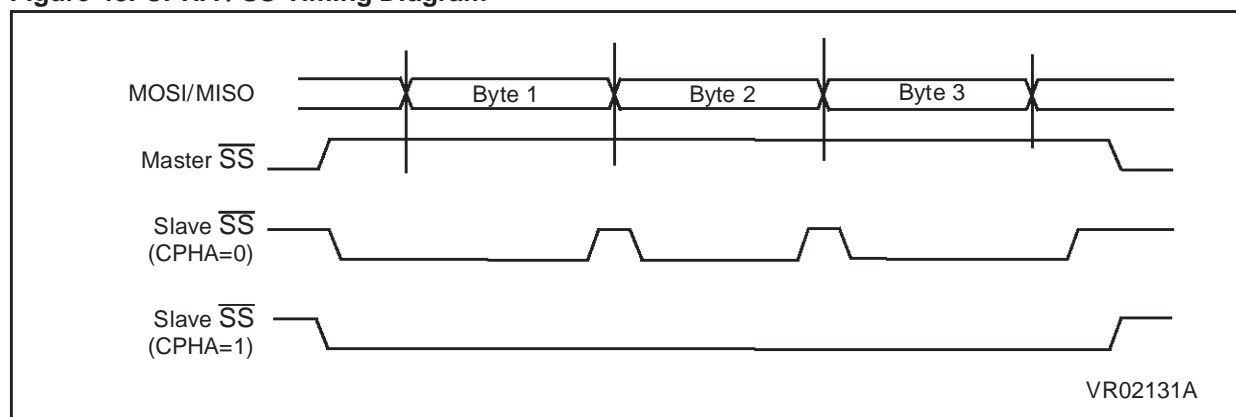 MOSI/MISO
Byte 1
Byte 2
Byte 3
Master SS
Slave SS
(CPHA=0)
Slave SS
(CPHA=1)
VR02131A